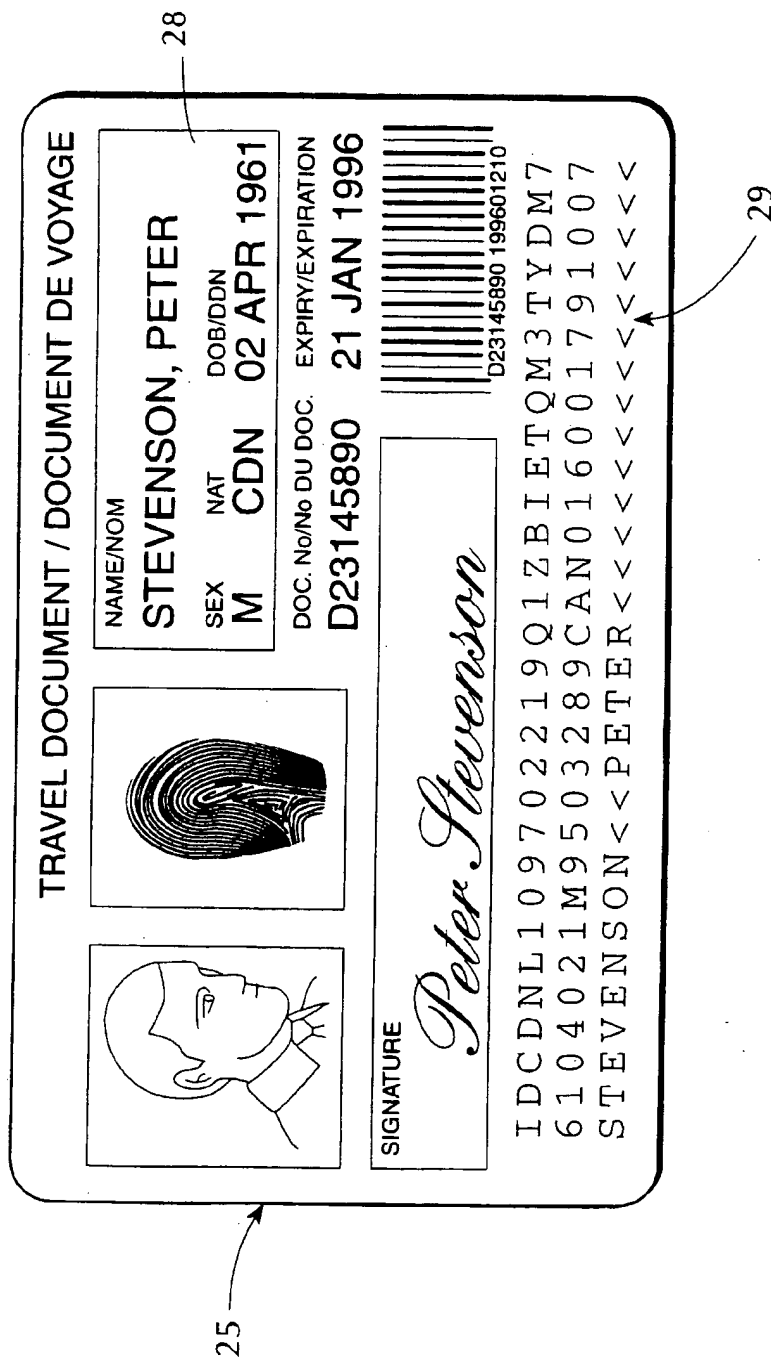 TRAVEL DOCUMENT / DOCUMENT DE VOYAGE
NAME/NOM
STEVENSON, PETER
SEX NAT DOB/DDN
M CDN 02 APR 1961
DOC. No/No DU DOC. EXPIRY/EXPIRATION
D23145890 21 JAN 1996
D23145890 199601210
SIGNATURE
Peter Stevenson
IDCDNL109702219Q1ZBIETQM3TYDM7
6104021M9503289CAN016001791007
STEVENSON<<PETER<<<<<<<<<<<<<<
25
28
29